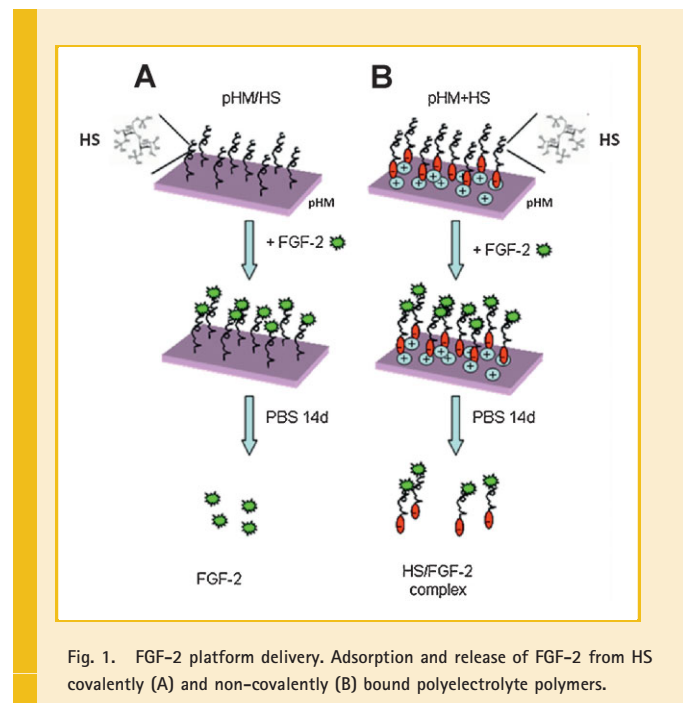 A
pHM/HS
HS
pHM
+ FGF-2
PBS 14d
FGF-2
B
pHM+HS
HS
pHM
+ + + + + + + +
+ FGF-2
+ + + + + + + +
PBS 14d
HS/FGF-2
complex
Fig. 1. FGF-2 platform delivery. Adsorption and release of FGF-2 from HS
covalently (A) and non-covalently (B) bound polyelectrolyte polymers.